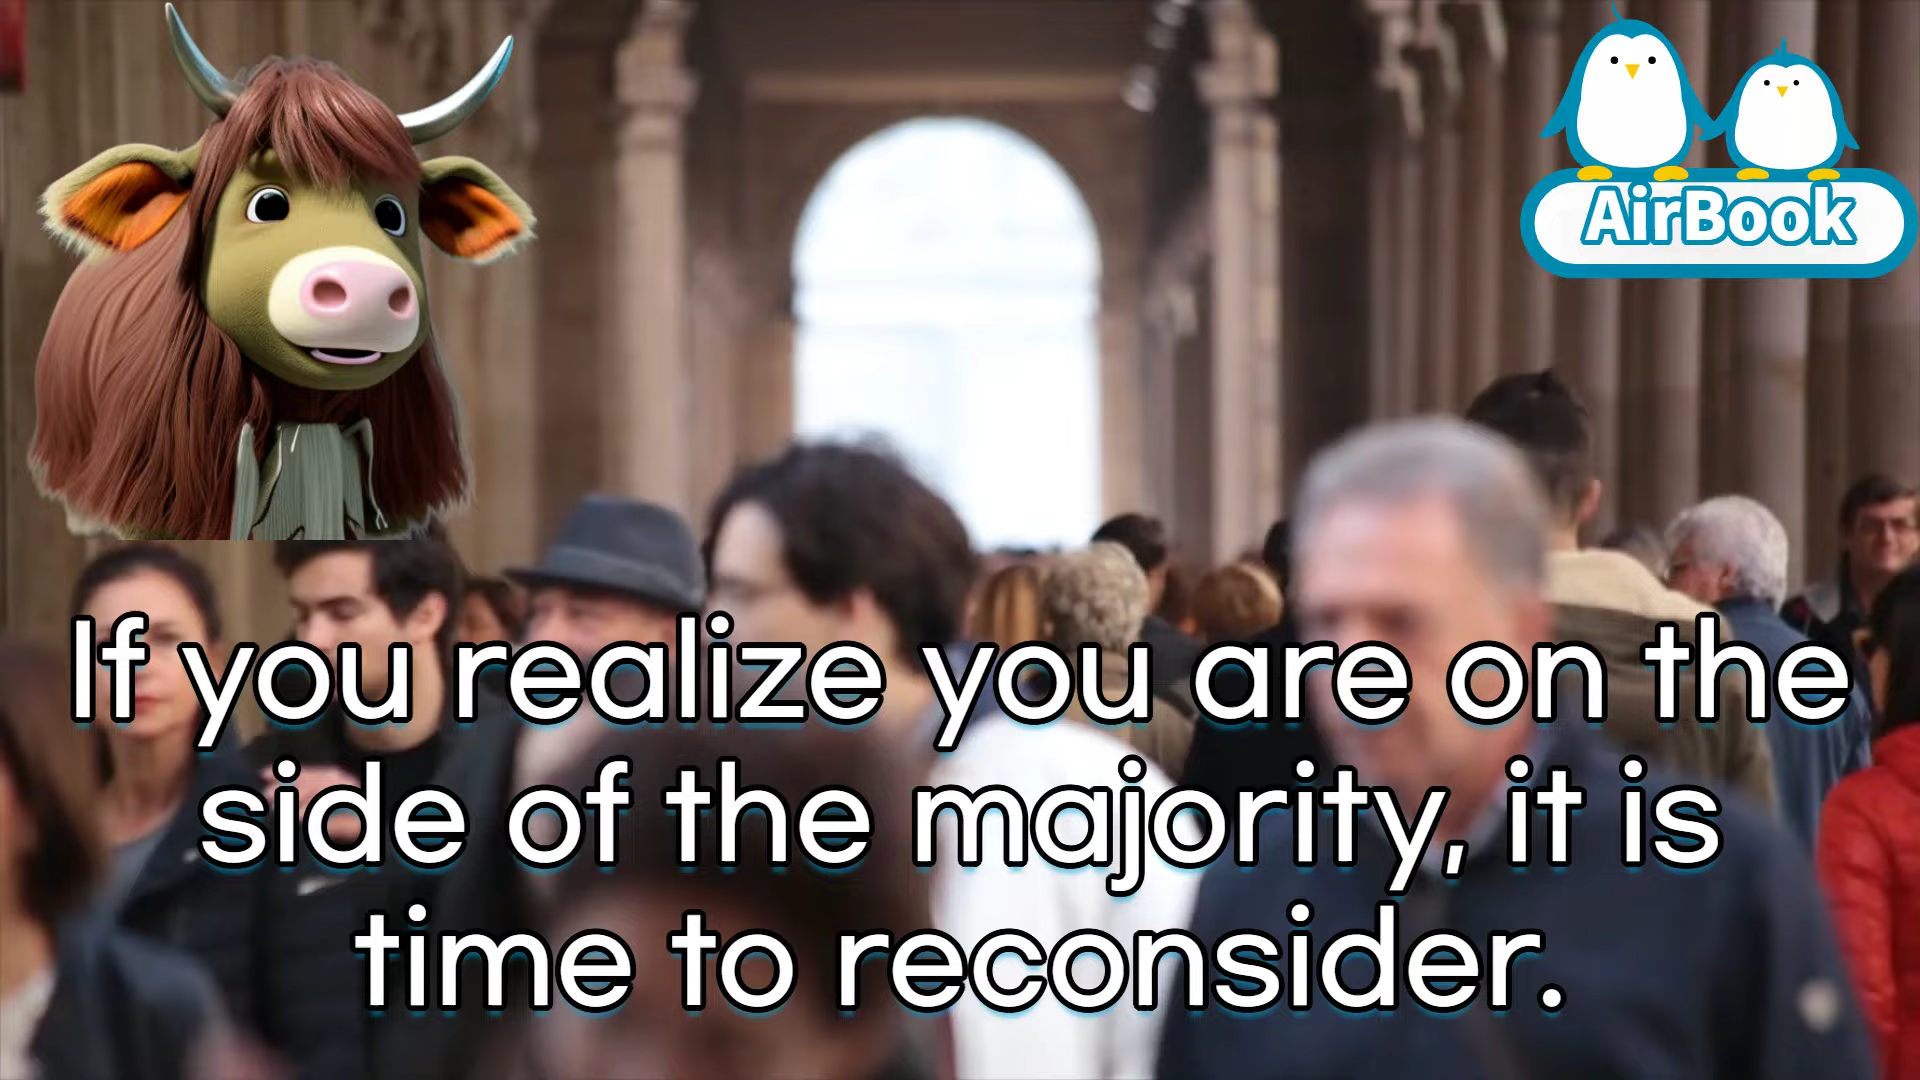 AirBook
If you realize you are on the
side of the majority, it is
time to reconsider.